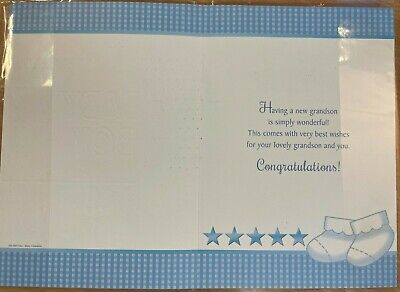 Having a new grandson
is simply wonderful!
This comes with very best wishes
for your lovely grandson and you.
Congratulations!